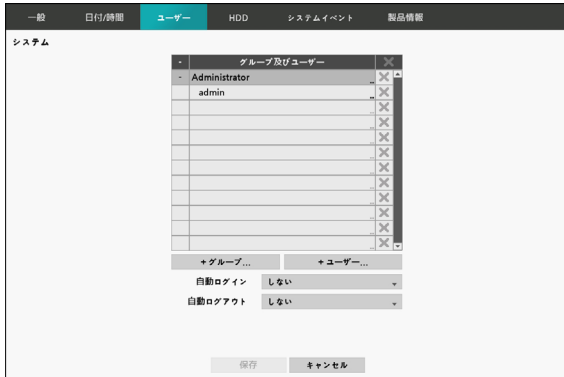 一般 日付/時間 ユーザー HDD システムイベント 製品情報
システム
- グループ及びユーザー
- Administrator ...
admin ...
+ グループ... + ユーザー...
自動ログイン しない
自動ログアウト しない
保存 キャンセル